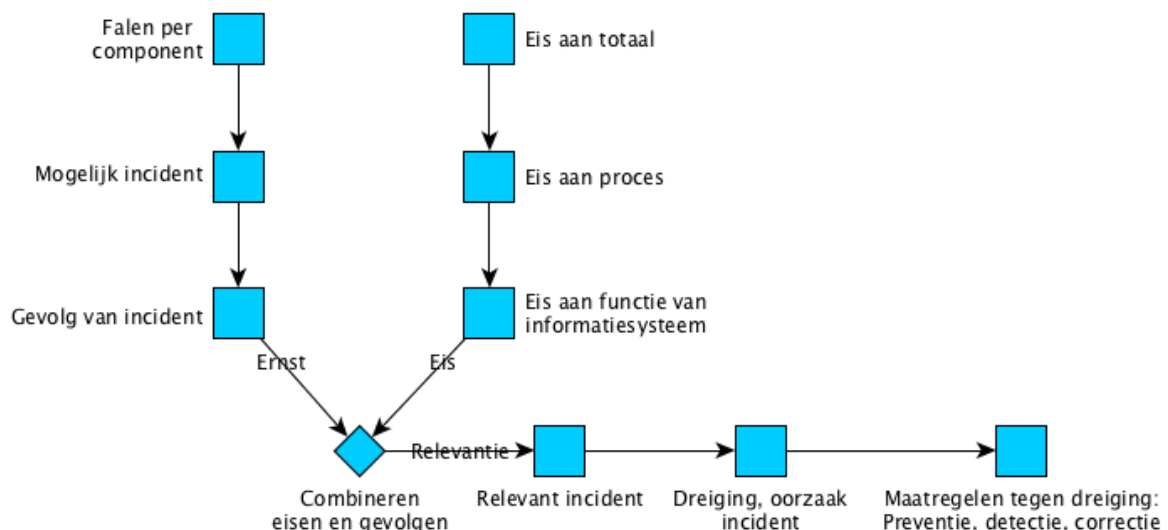 Falen per
component
Eis aan totaal
Mogelijk incident
Eis aan proces
Gevolg van incident
Eis aan functie van
informatiesysteem
Ernst
Eis
Relevantie
Combineren
eisen en gevolgen
Relevant incident
Dreiging, oorzaak
incident
Maatregelen tegen dreiging:
Preventie, detectie, correctie